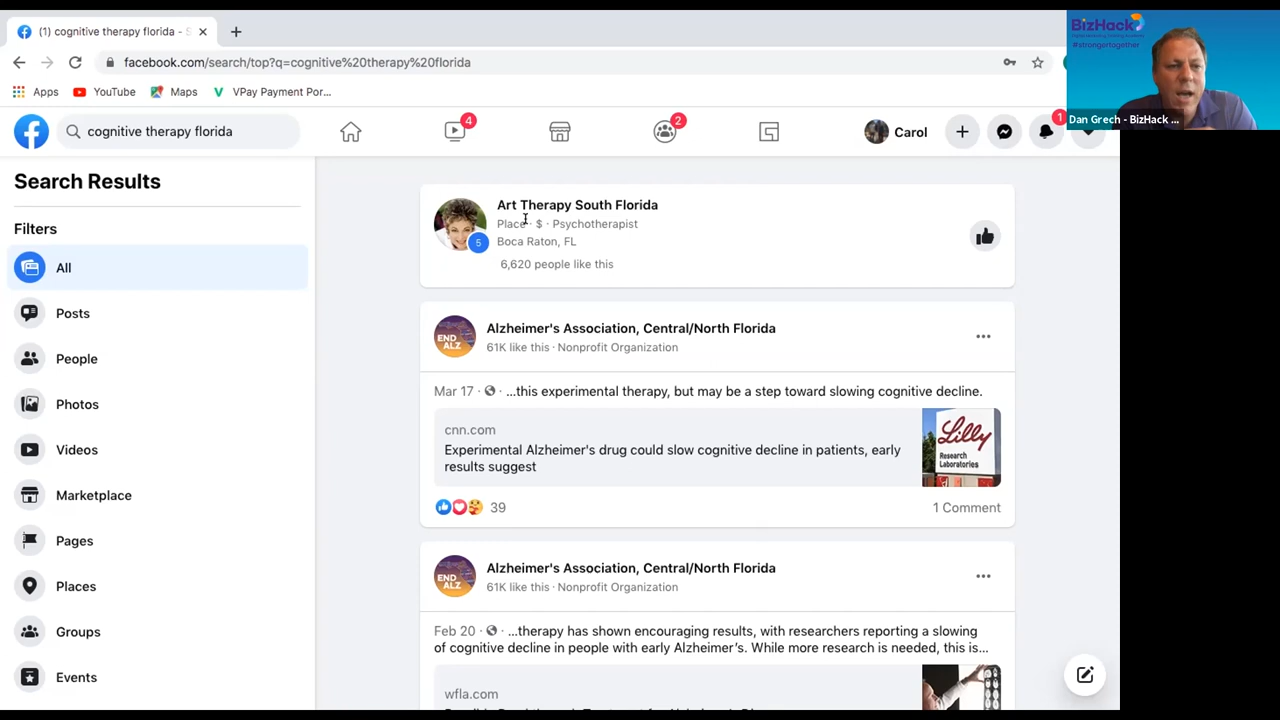 (1) cognitive therapy florida - S
facebook.com/search/top?q=cognitive%20therapy%20florida
Apps YouTube Maps VPay Payment Por...
BizHack
#strongertogether
Dan Grech - BizHack ...
cognitive therapy florida
4
2
Carol
1
Search Results
Filters
All
Posts
People
Photos
Videos
Marketplace
Pages
Places
Groups
Events
Art Therapy South Florida
Place · $ · Psychotherapist
Boca Raton, FL
5
6,620 people like this
END
ALZ
Alzheimer's Association, Central/North Florida
61K like this · Nonprofit Organization
Mar 17 · ...this experimental therapy, but may be a step toward slowing cognitive decline.
cnn.com
Experimental Alzheimer's drug could slow cognitive decline in patients, early
results suggest
Lilly
Research
Laboratories
39
1 Comment
END
ALZ
Alzheimer's Association, Central/North Florida
61K like this · Nonprofit Organization
Feb 20 · ...therapy has shown encouraging results, with researchers reporting a slowing
of cognitive decline in people with early Alzheimer's. While more research is needed, this is...
wfla.com